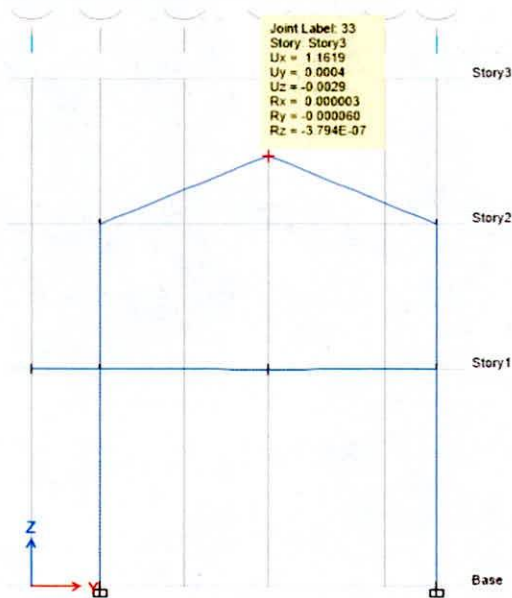 Joint Label: 33
Story: Story3
Ux = 1.1619
Uy = 0.0004
Uz = -0.0029
Rx = 0.000003
Ry = -0.000060
Rz = -3.794E-07
Story3
Story2
Story1
Z
Y
Base